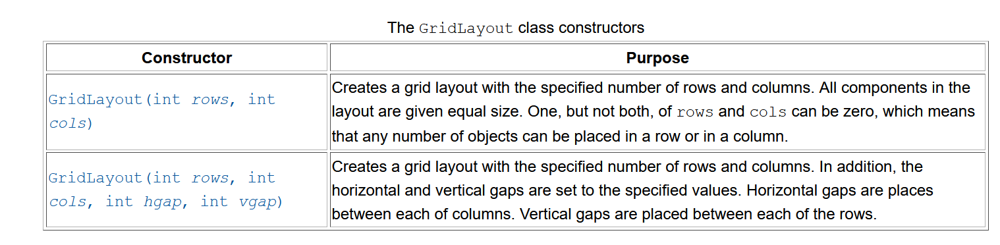 The GridLayout class constructors
Constructor
Purpose
GridLayout(int rows, int
cols)
Creates a grid layout with the specified number of rows and columns. All components in the
layout are given equal size. One, but not both, of rows and cols can be zero, which means
that any number of objects can be placed in a row or in a column.
GridLayout(int rows, int
cols, int hgap, int vgap)
Creates a grid layout with the specified number of rows and columns. In addition, the
horizontal and vertical gaps are set to the specified values. Horizontal gaps are places
between each of columns. Vertical gaps are placed between each of the rows.